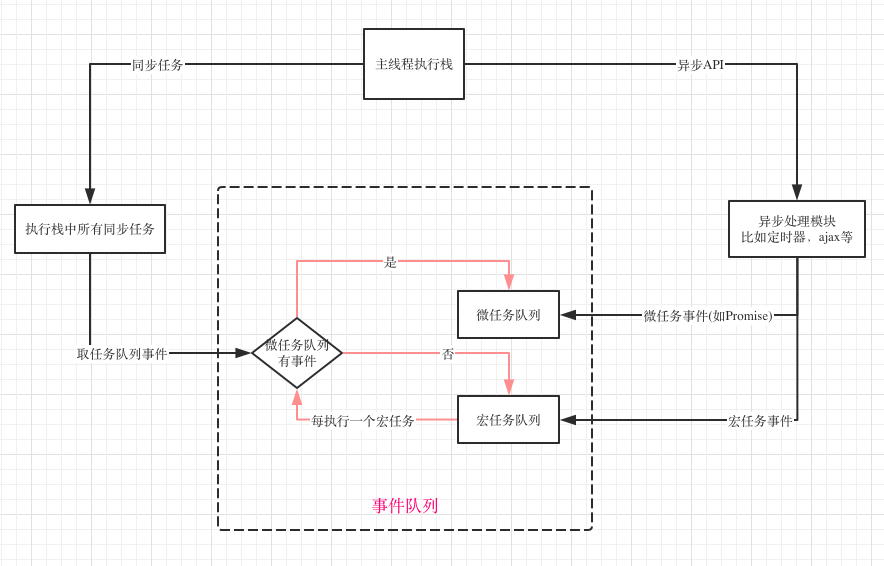 主线程执行栈
同步任务
异步API
执行栈中所有同步任务
异步处理模块
比如定时器，ajax等
是
微任务队列
微任务事件(如Promise)
取任务队列事件
微任务队列
有事件
否
每执行一个宏任务
宏任务队列
宏任务事件
事件队列